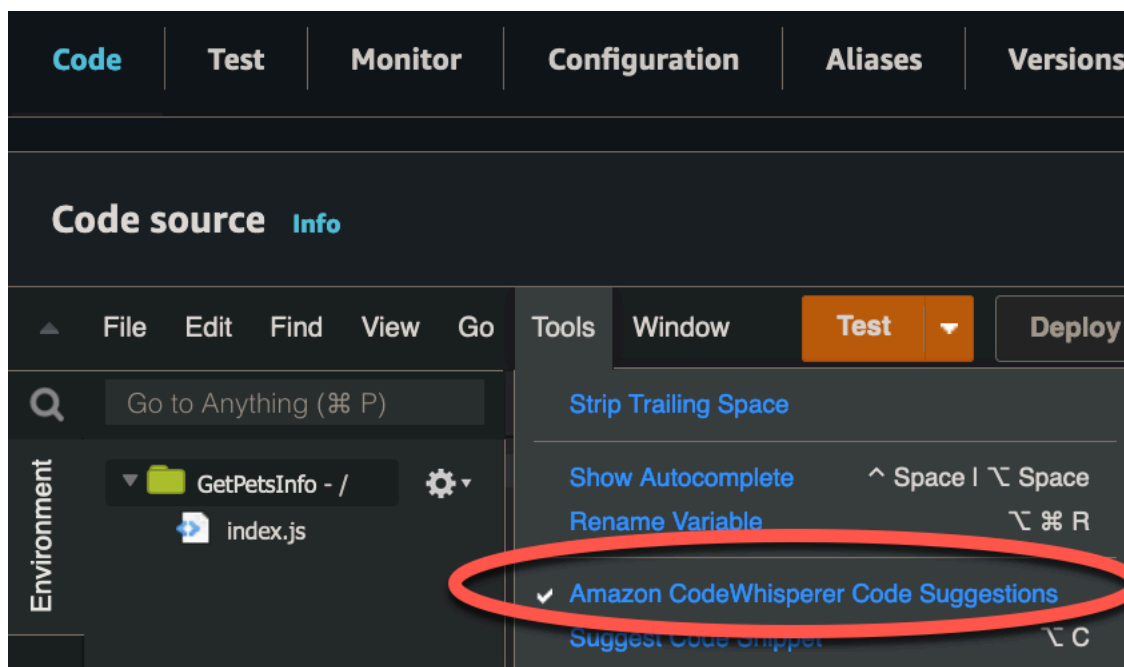 Code Test Monitor Configuration Aliases Versions
Code source Info
File Edit Find View Go Tools Window Test Deploy
Go to Anything (⌘ P)
Strip Trailing Space
Environment
GetPetsInfo - /
Show Autocomplete ^ Space | ⌥ Space
index.js
Rename Variable ⌥ ⌘ R
Amazon CodeWhisperer Code Suggestions
Suggest Code Snippet ⌥ C